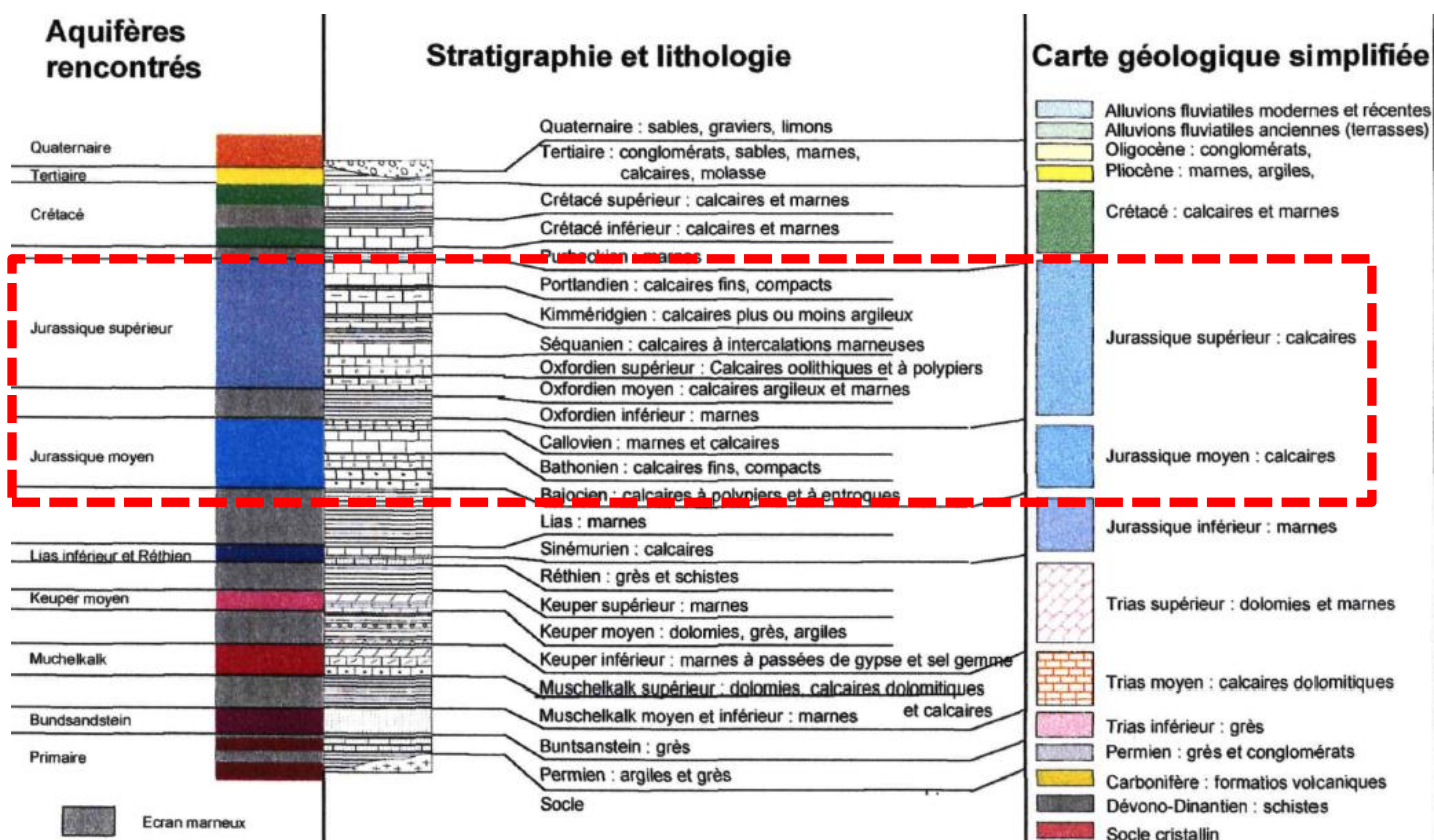 Aquifères
rencontrés
Quaternaire
Tertiaire
Crétacé
Jurassique supérieur
Jurassique moyen
Lias inférieur et Réthien
Keuper moyen
Muchelkalk
Bundsandstein
Primaire
Ecran marneux
Stratigraphie et lithologie
Quaternaire : sables, graviers, limons
Tertiaire : conglomérats, sables, marnes,
calcaires, molasse
Crétacé supérieur : calcaires et marnes
Crétacé inférieur : calcaires et marnes
Purbeckien : marnes
Portlandien : calcaires fins, compacts
Kimméridgien : calcaires plus ou moins argileux
Séquanien : calcaires à intercalations marneuses
Oxfordien supérieur : Calcaires oolithiques et à polypiers
Oxfordien moyen : calcaires argileux et marnes
Oxfordien inférieur : marnes
Callovien : marnes et calcaires
Bathonien : calcaires fins, compacts
Bajocien : calcaires à polypiers et à entroques
Lias : marnes
Sinémurien : calcaires
Réthien : grès et schistes
Keuper supérieur : marnes
Keuper moyen : dolomies, grès, argiles
Keuper inférieur : marnes à passées de gypse et sel gemme
Muschelkalk supérieur : dolomies, calcaires dolomitiques
et calcaires
Muschelkalk moyen et inférieur : marnes
Buntsanstein : grès
Permien : argiles et grès
Socle
Carte géologique simplifiée
Alluvions fluviatiles modernes et récentes
Alluvions fluviatiles anciennes (terrasses)
Oligocène : conglomérats,
Pliocène : marnes, argiles,
Crétacé : calcaires et marnes
Jurassique supérieur : calcaires
Jurassique moyen : calcaires
Jurassique inférieur : marnes
Trias supérieur : dolomies et marnes
Trias moyen : calcaires dolomitiques
Trias inférieur : grès
Permien : grès et conglomérats
Carbonifère : formatios volcaniques
Dévono-Dinantien : schistes
Socle cristallin